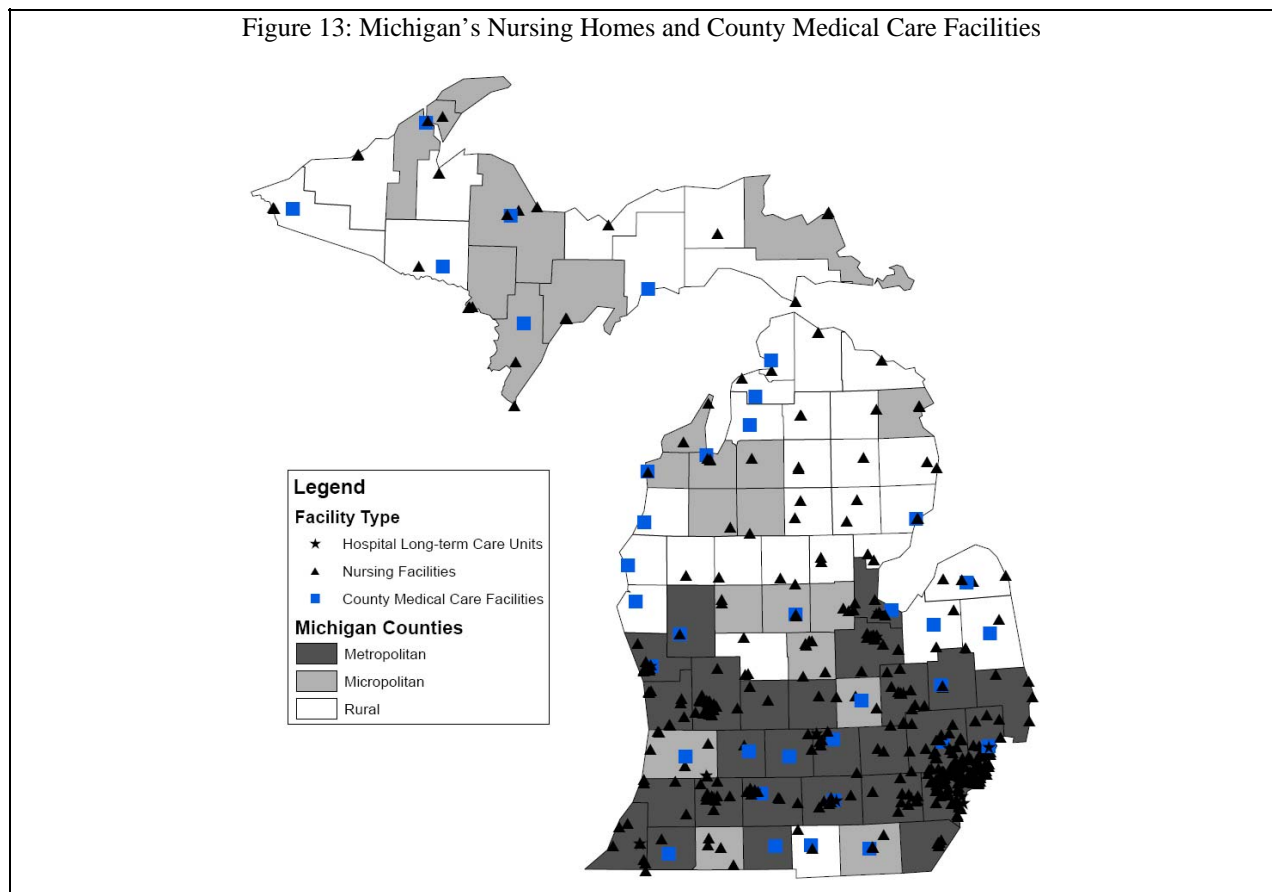 Figure 13: Michigan’s Nursing Homes and County Medical Care Facilities
Legend
Facility Type
Hospital Long-term Care Units
Nursing Facilities
County Medical Care Facilities
Michigan Counties
Metropolitan
Micropolitan
Rural